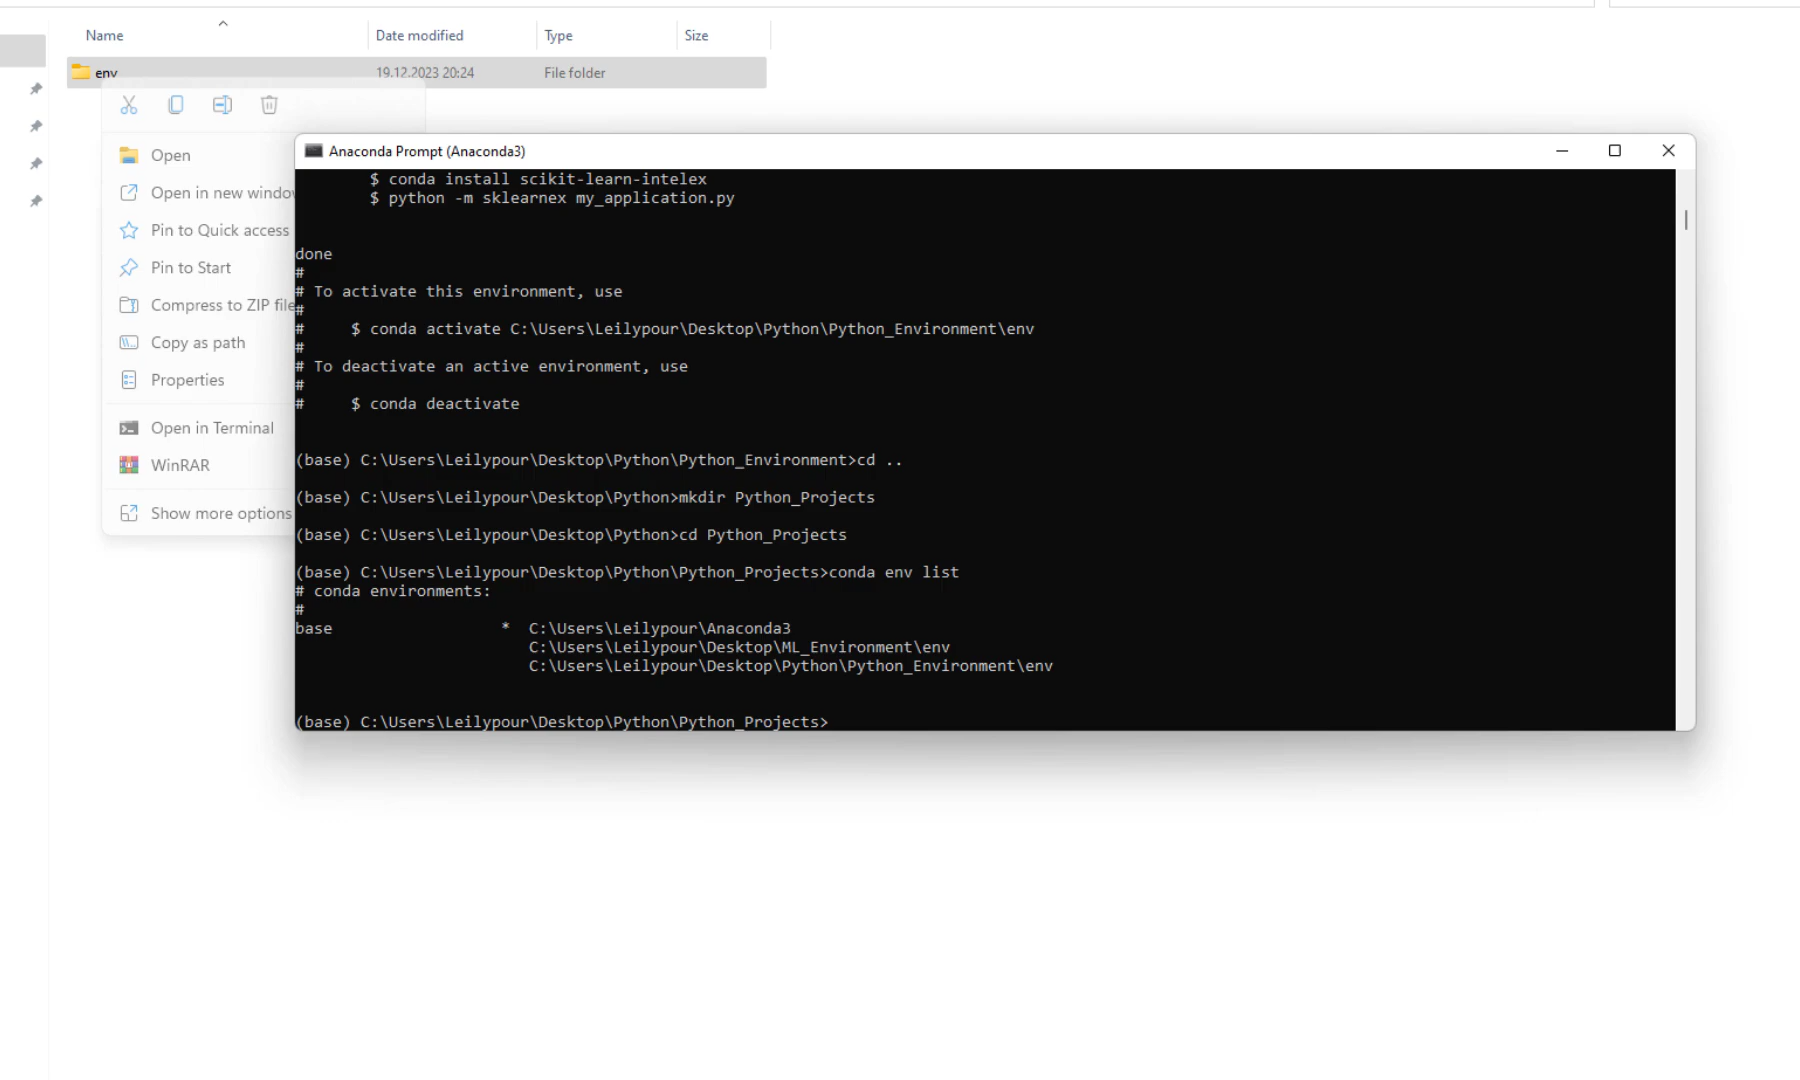 Name Date modified Type Size
env 19.12.2023 20:24 File folder
Open
Open in new window
Pin to Quick access
Pin to Start
Compress to ZIP file
Copy as path
Properties
Open in Terminal
WinRAR
Show more options
Anaconda Prompt (Anaconda3)
$ conda install scikit-learn-intelex
$ python -m sklearnex my_application.py
done
#
# To activate this environment, use
#
# $ conda activate C:\Users\Leilypour\Desktop\Python\Python_Environment\env
#
# To deactivate an active environment, use
#
# $ conda deactivate
(base) C:\Users\Leilypour\Desktop\Python\Python_Environment>cd ..
(base) C:\Users\Leilypour\Desktop\Python>mkdir Python_Projects
(base) C:\Users\Leilypour\Desktop\Python>cd Python_Projects
(base) C:\Users\Leilypour\Desktop\Python\Python_Projects>conda env list
# conda environments:
#
base * C:\Users\Leilypour\Anaconda3
C:\Users\Leilypour\Desktop\ML_Environment\env
C:\Users\Leilypour\Desktop\Python\Python_Environment\env
(base) C:\Users\Leilypour\Desktop\Python\Python_Projects>